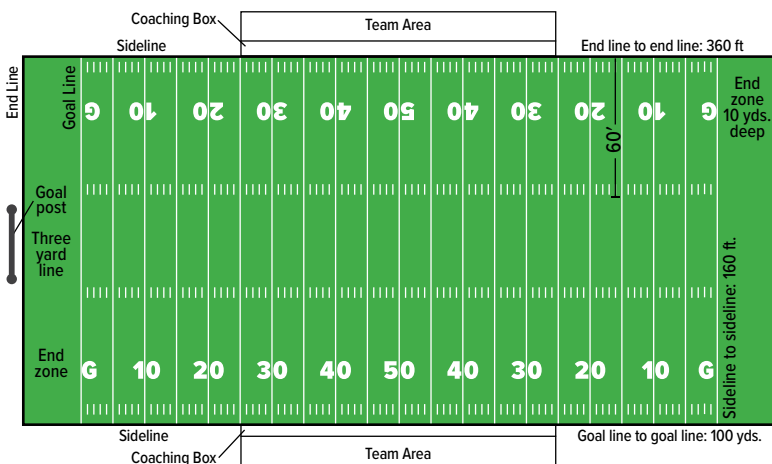 Coaching Box
Team Area
Sideline
End line to end line: 360 ft
End Line
Goal Line
G 10 20 30 40 50 40 30 20 10 G
End
zone
10 yds.
deep
60'
Goal
post
Three
yard
line
Sideline to sideline: 160 ft.
End
zone
G 10 20 30 40 50 40 30 20 10 G
Sideline
Coaching Box
Team Area
Goal line to goal line: 100 yds.